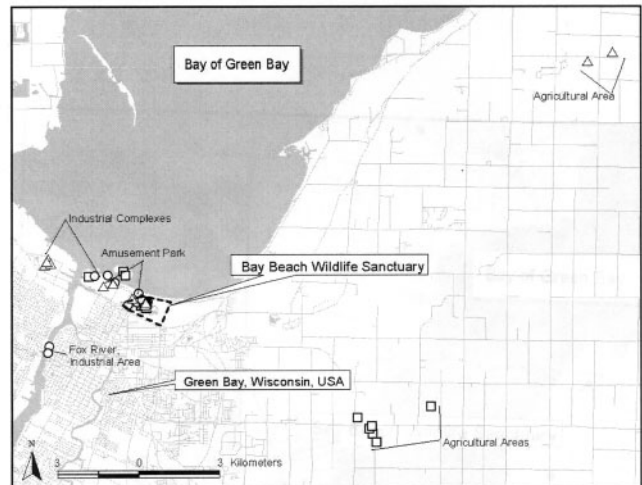 Bay of Green Bay
Agricultural Area
Industrial Complexes
Amusement Park
Bay Beach Wildlife Sanctuary
Fox River,
Industrial Area
Green Bay, Wisconsin, USA
Agricultural Areas
N
3 0 3 Kilometers